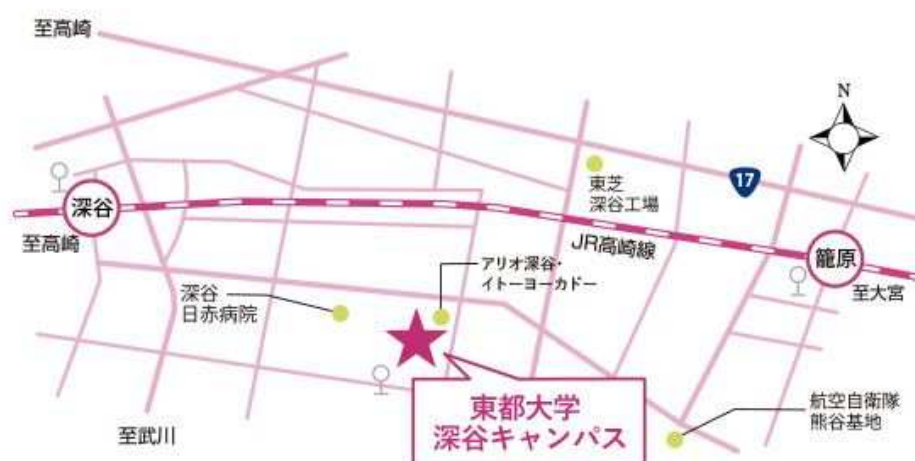 至高崎
N
17
東芝
深谷工場
深谷
至高崎
JR高崎線
籠原
至大宮
アリオ深谷・
イトーヨーカドー
深谷
日赤病院
東都大学
深谷キャンパス
航空自衛隊
熊谷基地
至武川